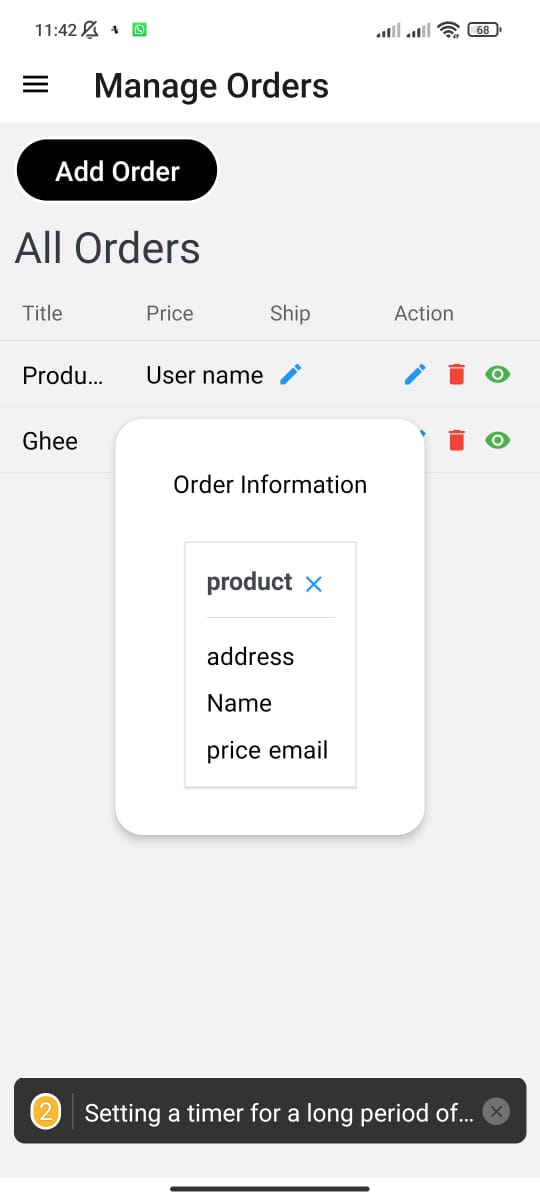 11:42 68
Manage Orders
Add Order
All Orders
Title Price Ship Action
Produ... User name
Ghee
Order Information
product
address
Name
price email
2 Setting a timer for a long period of...